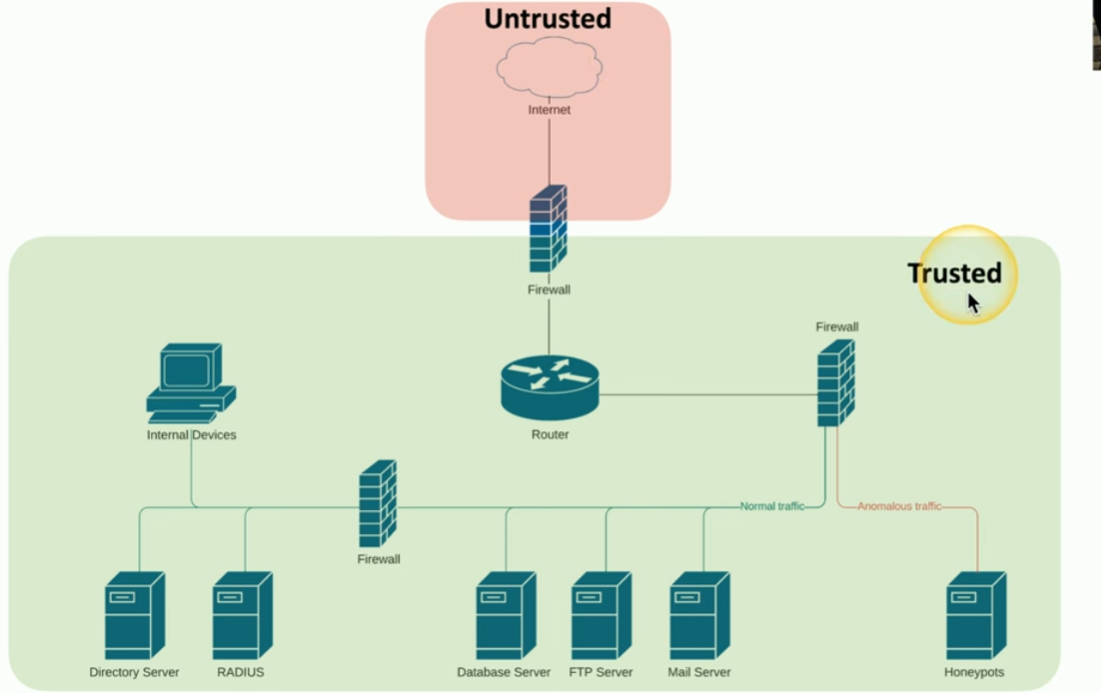 Untrusted
Internet
Firewall
Trusted
Firewall
Internal Devices
Router
Normal traffic
Anomalous traffic
Firewall
Directory Server
RADIUS
Database Server
FTP Server
Mail Server
Honeypots